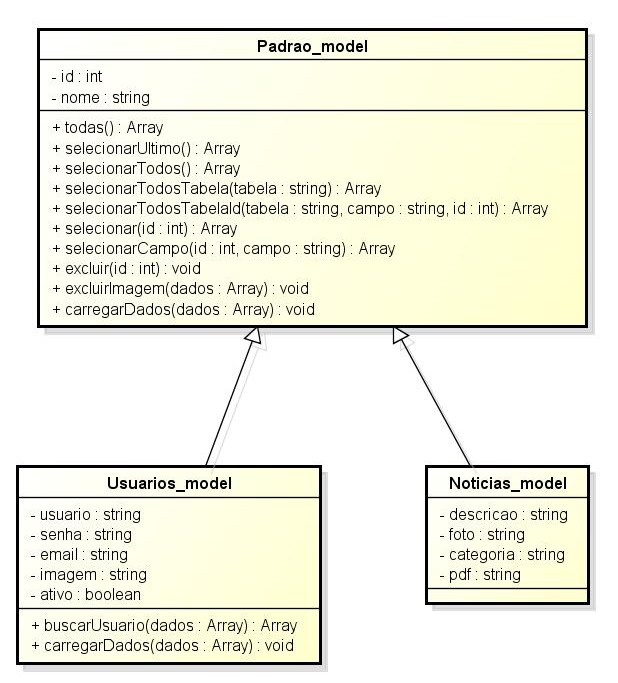 Padrao_model
- id : int
- nome : string
+ todas() : Array
+ selecionarUltimo() : Array
+ selecionarTodos() : Array
+ selecionarTodosTabela(tabela : string) : Array
+ selecionarTodosTabelaId(tabela : string, campo : string, id : int) : Array
+ selecionar(id : int) : Array
+ selecionarCampo(id : int, campo : string) : Array
+ excluir(id : int) : void
+ excluirImagem(dados : Array) : void
+ carregarDados(dados : Array) : void
Usuarios_model
- usuario : string
- senha : string
- email : string
- imagem : string
- ativo : boolean
+ buscarUsuario(dados : Array) : Array
+ carregarDados(dados : Array) : void
Noticias_model
- descricao : string
- foto : string
- categoria : string
- pdf : string